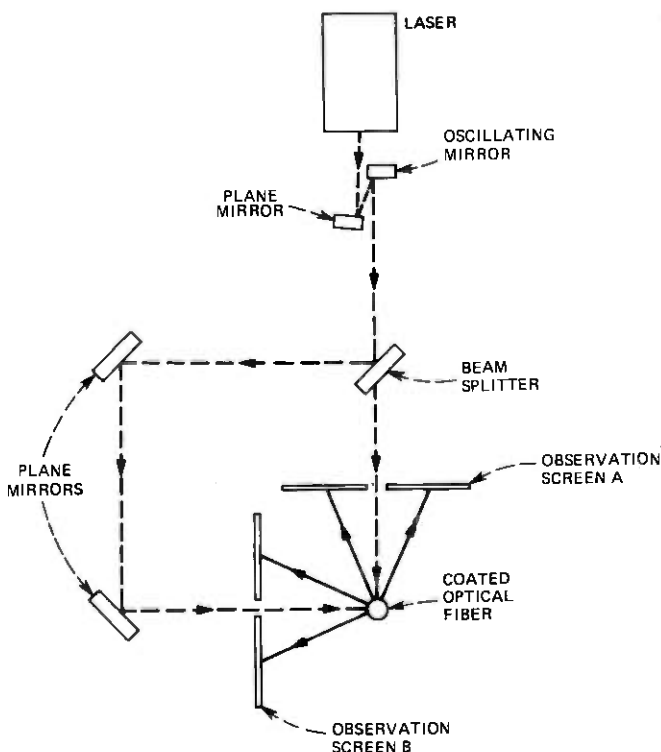 LASER
OSCILLATING
MIRROR
PLANE
MIRROR
BEAM
SPLITTER
PLANE
MIRRORS
OBSERVATION
SCREEN A
COATED
OPTICAL
FIBER
OBSERVATION
SCREEN B